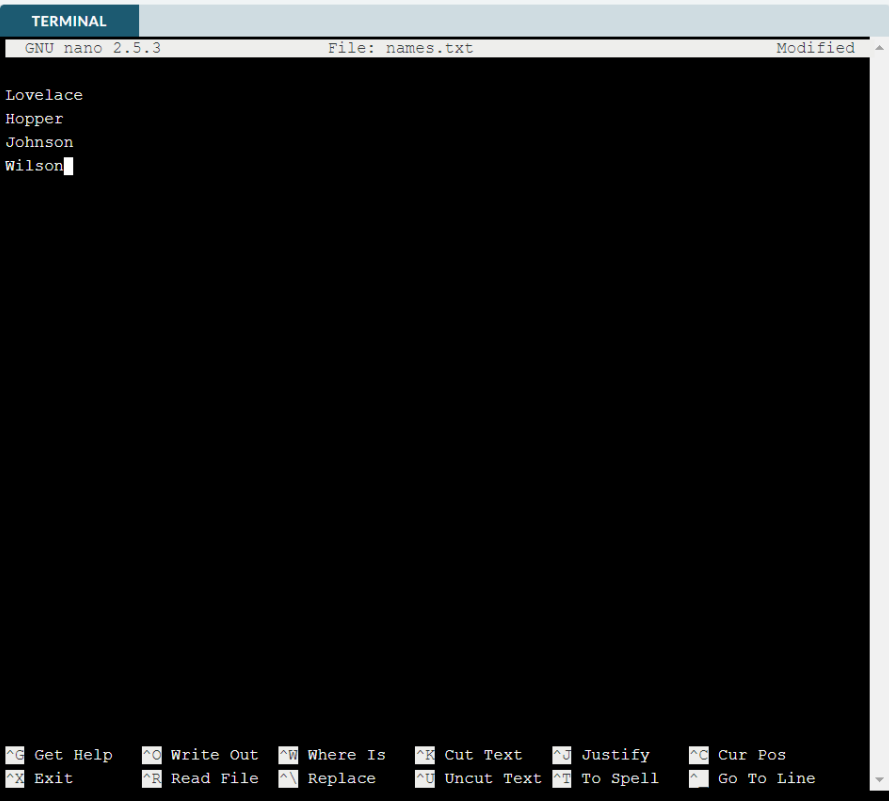 TERMINAL
GNU nano 2.5.3 File: names.txt Modified
Lovelace
Hopper
Johnson
Wilson
^G Get Help ^O Write Out ^W Where Is ^K Cut Text ^J Justify ^C Cur Pos
^X Exit ^R Read File ^\ Replace ^U Uncut Text ^T To Spell ^_ Go To Line